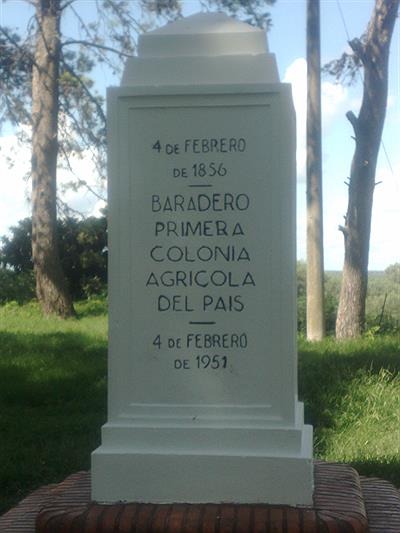 4 DE FEBRERO
DE 1856
BARADERO
PRIMERA
COLONIA
AGRICOLA
DEL PAIS
4 DE FEBRERO
DE 1951.